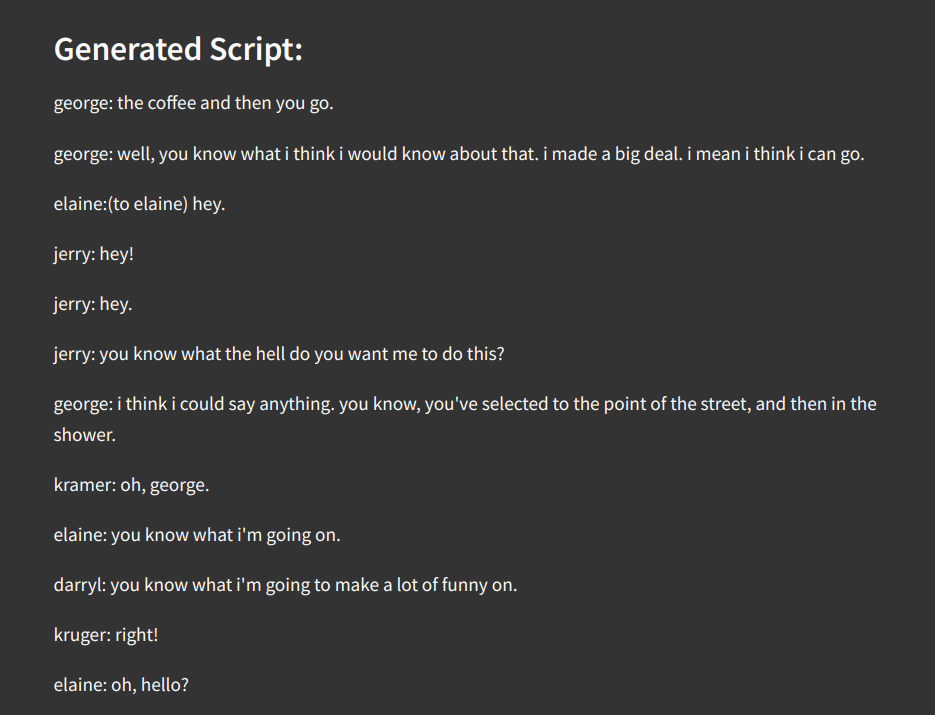 Generated Script:
george: the coffee and then you go.
george: well, you know what i think i would know about that. i made a big deal. i mean i think i can go.
elaine:(to elaine) hey.
jerry: hey!
jerry: hey.
jerry: you know what the hell do you want me to do this?
george: i think i could say anything. you know, you've selected to the point of the street, and then in the
shower.
kramer: oh, george.
elaine: you know what i'm going on.
darryl: you know what i'm going to make a lot of funny on.
kruger: right!
elaine: oh, hello?